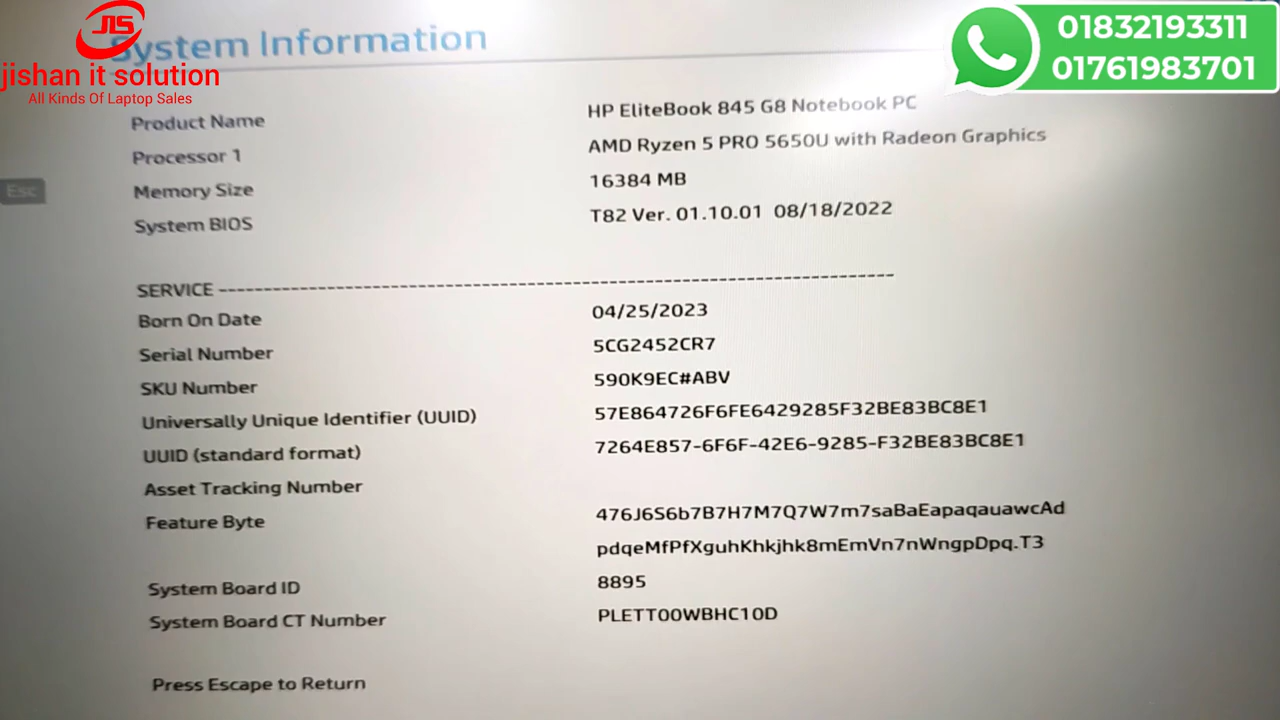 JIS
System Information
jishan it solution
All Kinds Of Laptop Sales
01832193311
01761983701
Product Name HP EliteBook 845 G8 Notebook PC
Processor 1 AMD Ryzen 5 PRO 5650U with Radeon Graphics
Esc
Memory Size 16384 MB
System BIOS T82 Ver. 01.10.01 08/18/2022
SERVICE --------------------------------------------------------------------------
Born On Date 04/25/2023
Serial Number 5CG2452CR7
SKU Number 590K9EC#ABV
Universally Unique Identifier (UUID) 57E864726F6FE6429285F32BE83BC8E1
UUID (standard format) 7264E857-6F6F-42E6-9285-F32BE83BC8E1
Asset Tracking Number
Feature Byte 476J6S6b7B7H7M7Q7W7m7saBaEapaqauawcAd
pdqeMfPfXguhKhkjhk8mEmVn7nWngpDpq.T3
System Board ID 8895
System Board CT Number PLETT00WBHC10D
Press Escape to Return